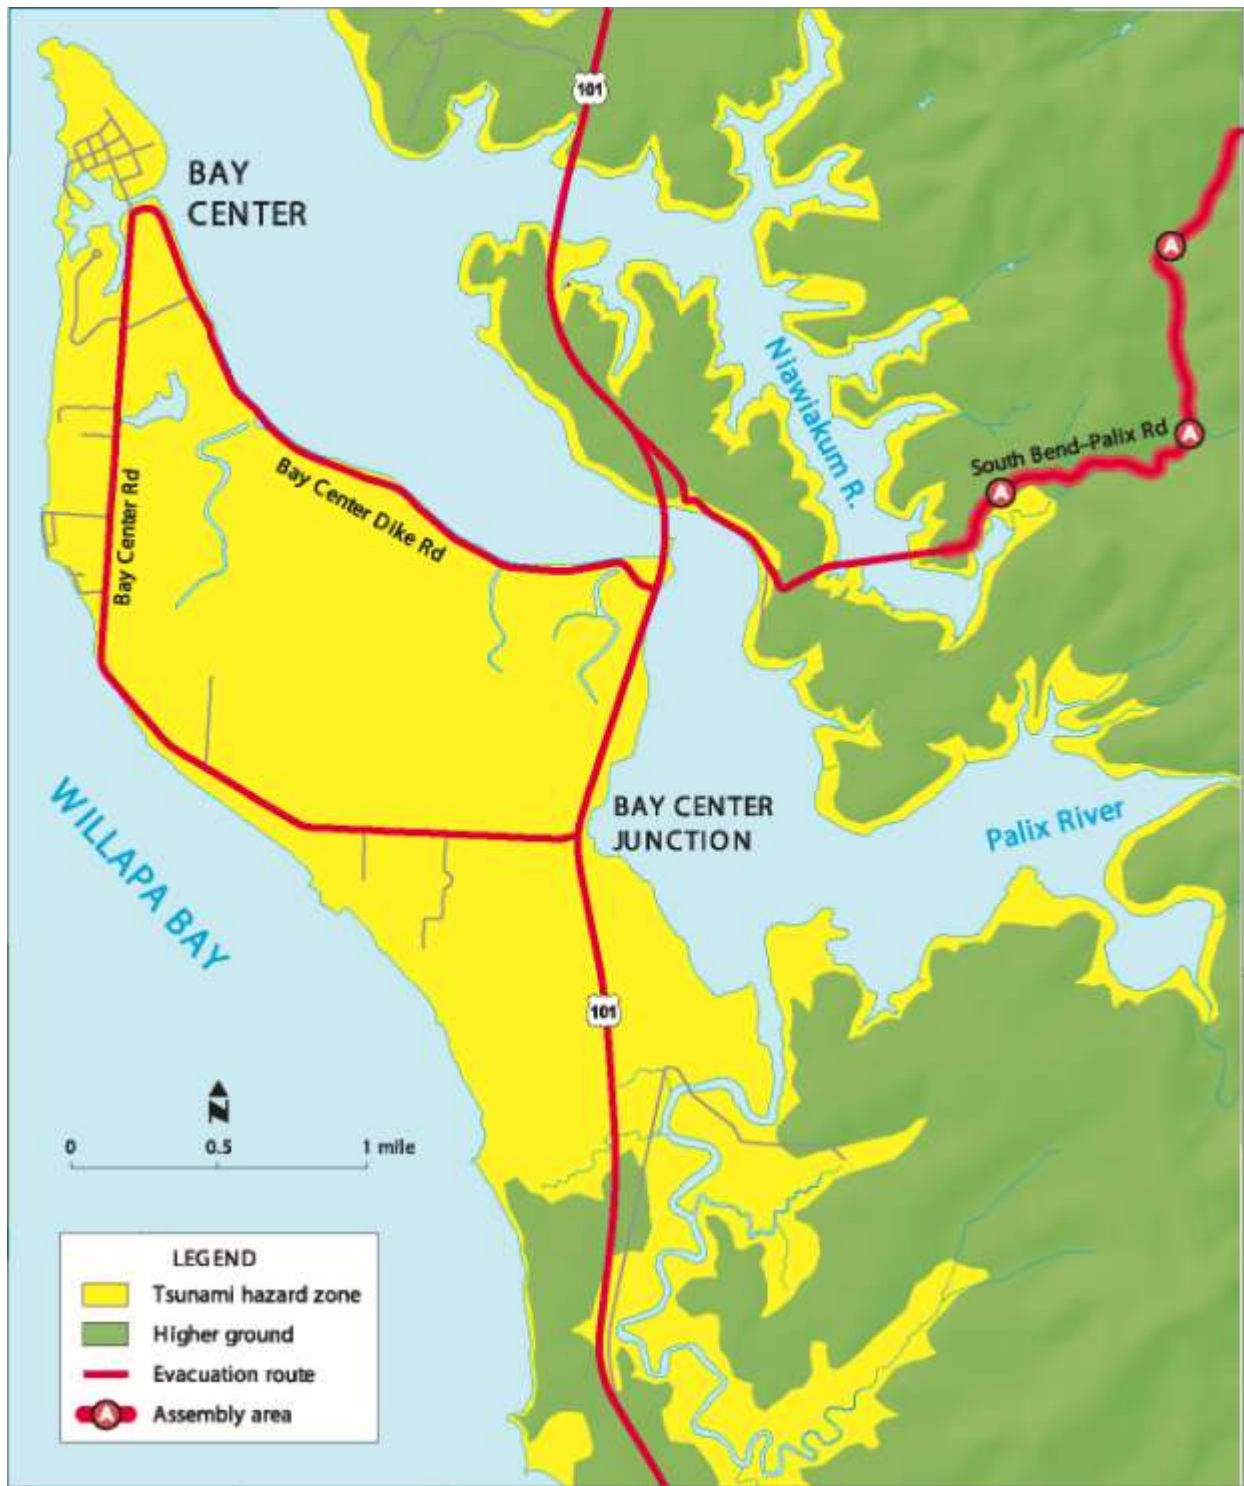 101
BAY
CENTER
Niawiakum R.
South Bend–Palix Rd
A
A
A
Bay Center Dike Rd
Bay Center Rd
BAY CENTER
JUNCTION
Palix River
WILLAPA BAY
101
N
0 0.5 1 mile
LEGEND
Tsunami hazard zone
Higher ground
Evacuation route
A Assembly area